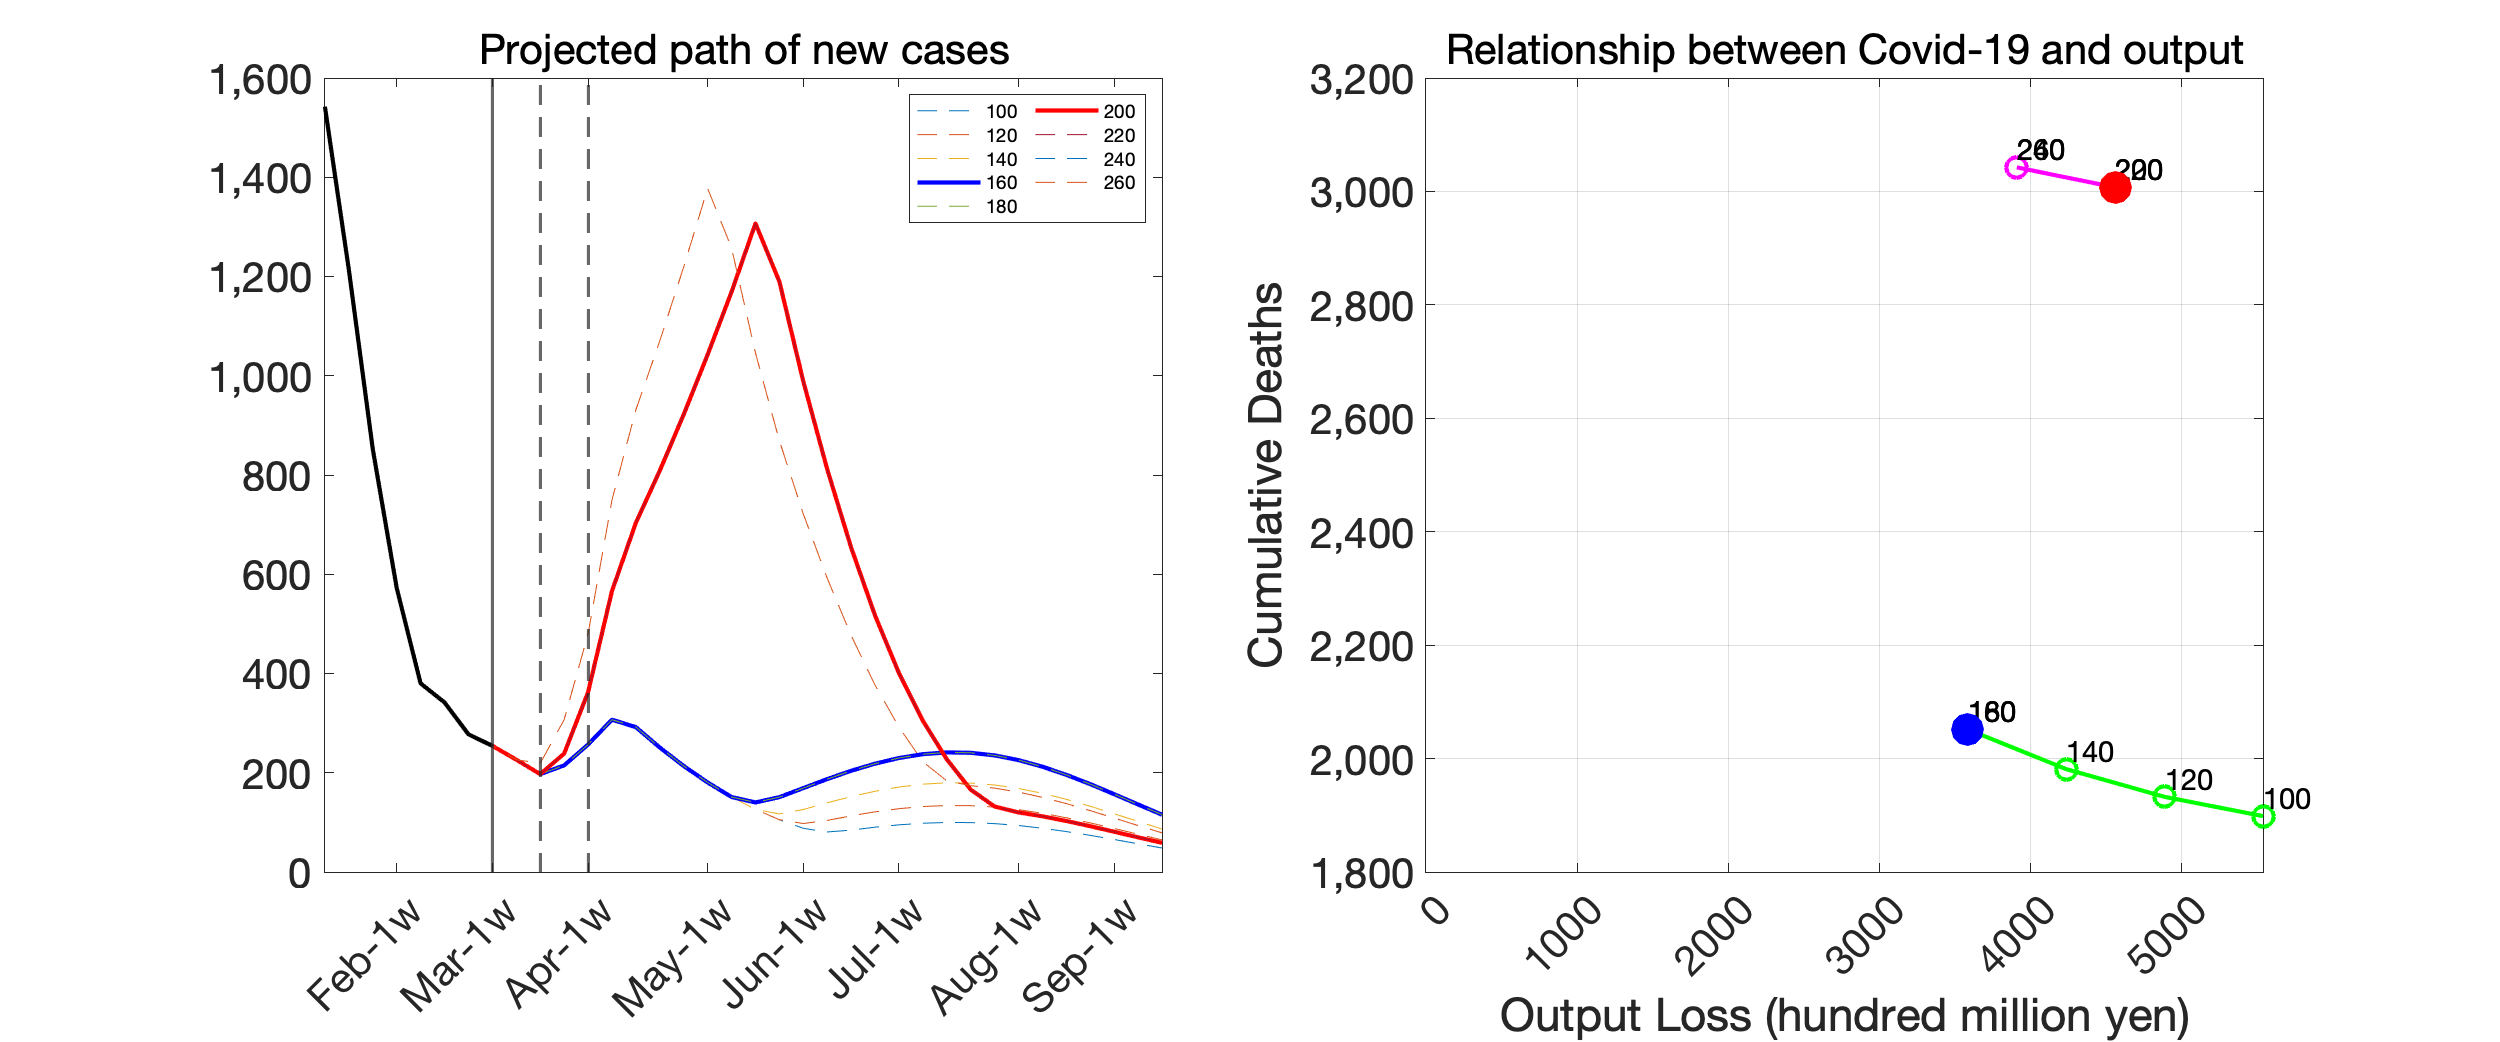 Projected path of new cases
1,600
1,400
1,200
1,000
800
600
400
200
0
100
120
140
160
180
200
220
240
260
Feb-1w
Mar-1w
Apr-1w
May-1w
Jun-1w
Jul-1w
Aug-1w
Sep-1w
Relationship between Covid-19 and output
Cumulative Deaths
3,200
3,000
2,800
2,600
2,400
2,200
2,000
1,800
140
120
100
0
1000
2000
3000
4000
5000
Output Loss (hundred million yen)